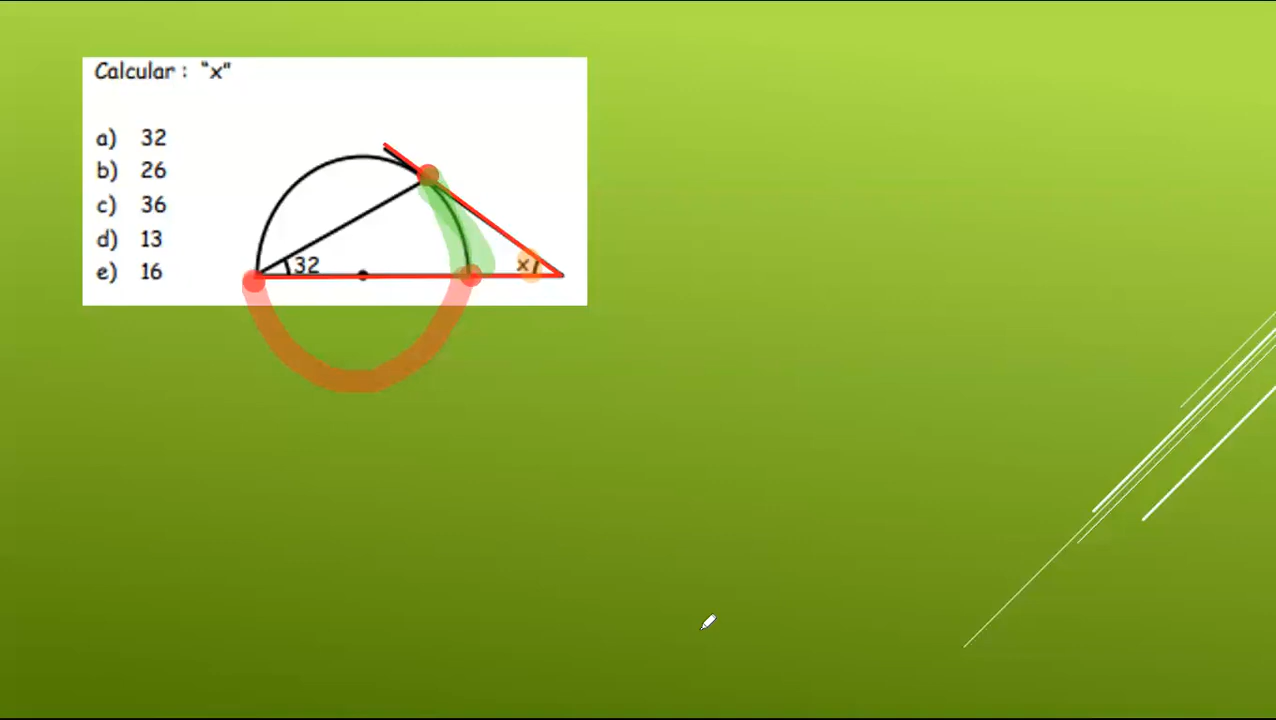 Calcular : "x"
a) 32
b) 26
c) 36
d) 13
e) 16
32
x